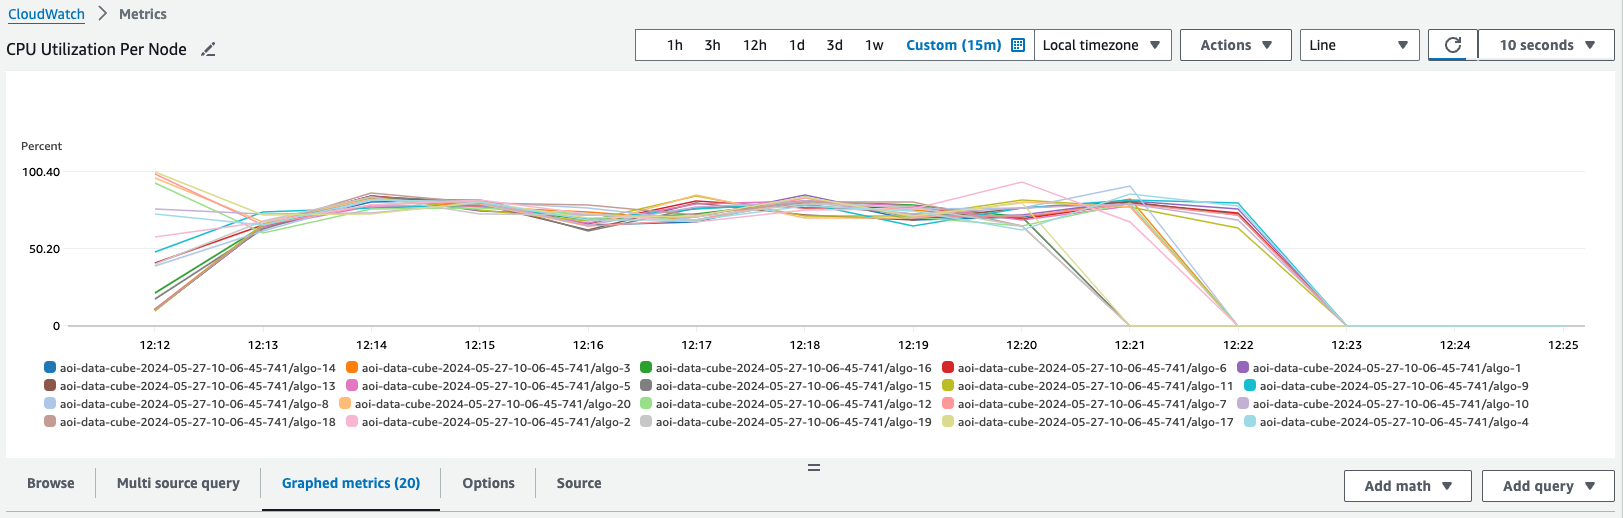 CloudWatch > Metrics
CPU Utilization Per Node
1h 3h 12h 1d 3d 1w Custom (15m) Local timezone Actions Line 10 seconds
Percent
100.40
50.20
0
12:12 12:13 12:14 12:15 12:16 12:17 12:18 12:19 12:20 12:21 12:22 12:23 12:24 12:25
aoi-data-cube-2024-05-27-10-06-45-741/algo-14 aoi-data-cube-2024-05-27-10-06-45-741/algo-3 aoi-data-cube-2024-05-27-10-06-45-741/algo-16 aoi-data-cube-2024-05-27-10-06-45-741/algo-6 aoi-data-cube-2024-05-27-10-06-45-741/algo-1
aoi-data-cube-2024-05-27-10-06-45-741/algo-13 aoi-data-cube-2024-05-27-10-06-45-741/algo-5 aoi-data-cube-2024-05-27-10-06-45-741/algo-15 aoi-data-cube-2024-05-27-10-06-45-741/algo-11 aoi-data-cube-2024-05-27-10-06-45-741/algo-9
aoi-data-cube-2024-05-27-10-06-45-741/algo-8 aoi-data-cube-2024-05-27-10-06-45-741/algo-20 aoi-data-cube-2024-05-27-10-06-45-741/algo-12 aoi-data-cube-2024-05-27-10-06-45-741/algo-7 aoi-data-cube-2024-05-27-10-06-45-741/algo-10
aoi-data-cube-2024-05-27-10-06-45-741/algo-18 aoi-data-cube-2024-05-27-10-06-45-741/algo-2 aoi-data-cube-2024-05-27-10-06-45-741/algo-19 aoi-data-cube-2024-05-27-10-06-45-741/algo-17 aoi-data-cube-2024-05-27-10-06-45-741/algo-4
Browse Multi source query Graphed metrics (20) Options Source Add math Add query